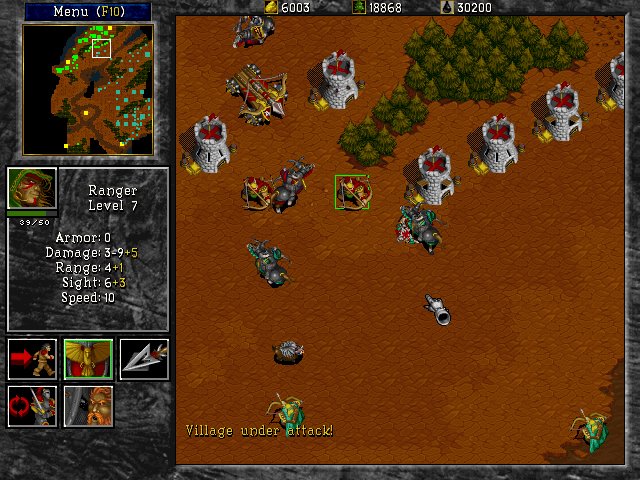 Menu (F10)
6003
18868
30200
Ranger
Level 7
39/50
Armor: 0
Damage: 3-9+5
Range: 4+1
Sight: 6+3
Speed: 10
Village under attack!